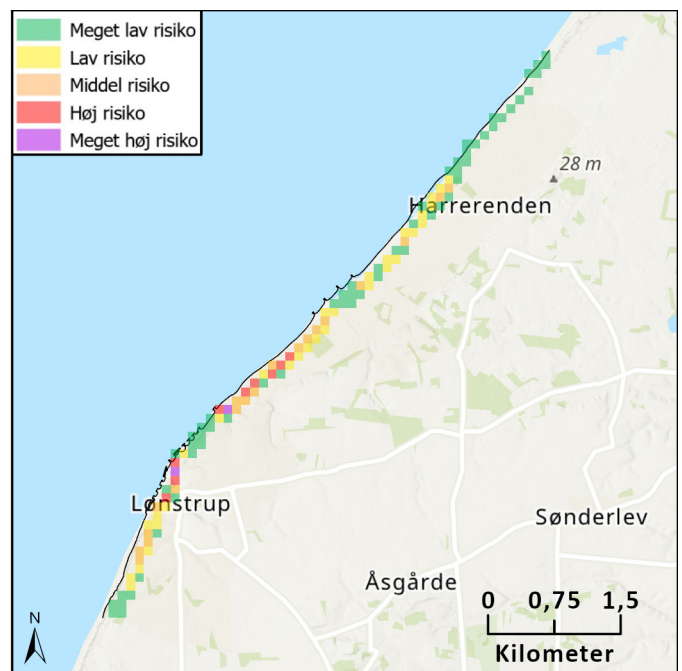 Meget lav risiko
Lav risiko
Middel risiko
Høj risiko
Meget høj risiko
28 m
Harrerenden
Lønstrup
Sønderlev
Åsgårde
0 0,75 1,5
Kilometer
N